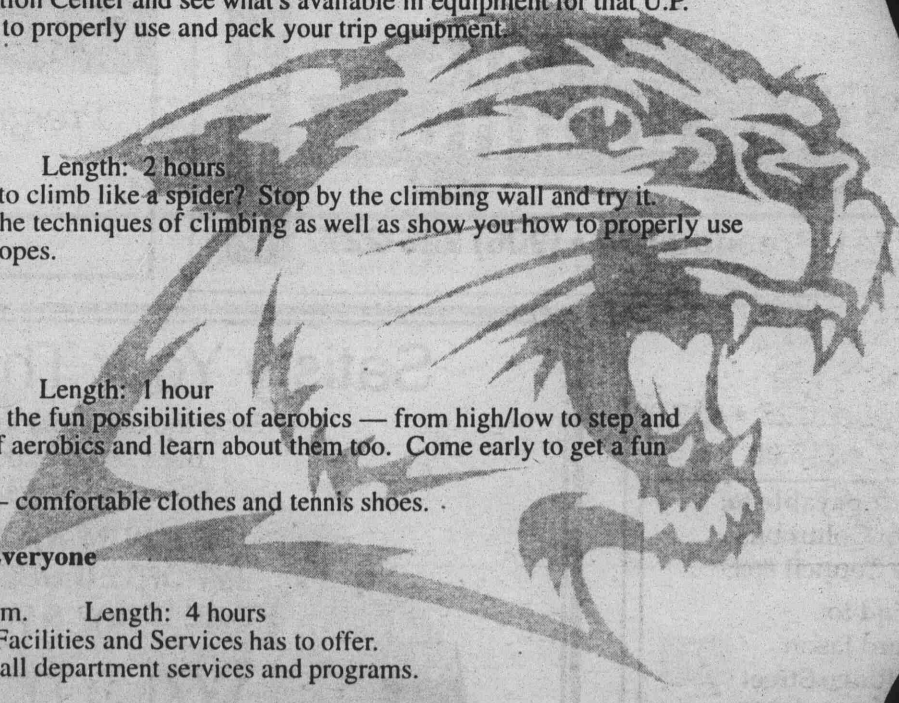 tion Center and see what's available in equipment for that U.P.
to properly use and pack your trip equipment.
Length: 2 hours
to climb like a spider? Stop by the climbing wall and try it.
he techniques of climbing as well as show you how to properly use
opes.
Length: 1 hour
the fun possibilities of aerobics — from high/low to step and
f aerobics and learn about them too. Come early to get a fun
– comfortable clothes and tennis shoes.
veryone
m. Length: 4 hours
Facilities and Services has to offer.
all department services and programs.